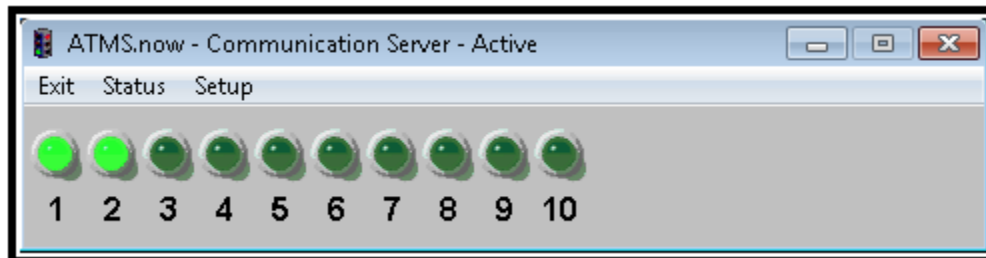 ATMS.now - Communication Server - Active
Exit Status Setup
1 2 3 4 5 6 7 8 9 10